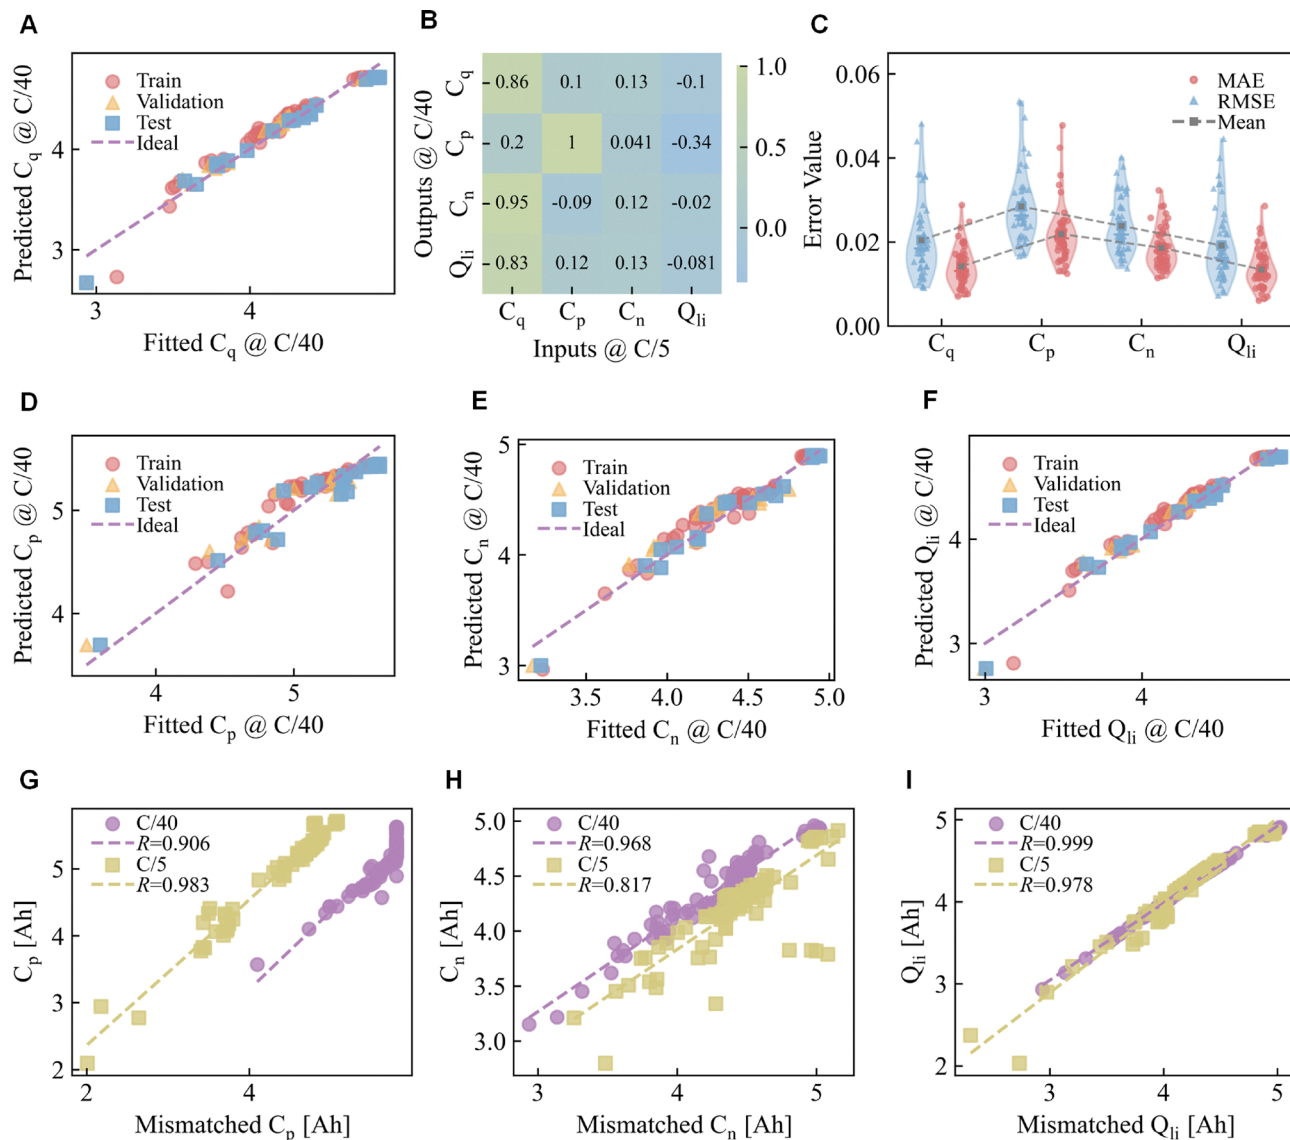 A
Predicted Cq @ C/40
4
3
Train
Validation
Test
Ideal
3 4
Fitted Cq @ C/40
B
Outputs @ C/40
Cq 0.86 0.1 0.13 -0.1
Cp 0.2 1 0.041 -0.34
Cn 0.95 -0.09 0.12 -0.02
Qli 0.83 0.12 0.13 -0.081
Cq Cp Cn Qli
Inputs @ C/5
1.0
0.5
0.0
C
Error Value
0.06
0.04
0.02
0.00
MAE
RMSE
Mean
Cq Cp Cn Qli
D
Predicted Cp @ C/40
5
4
Train
Validation
Test
Ideal
4 5
Fitted Cp @ C/40
E
Predicted Cn @ C/40
5
4
3
Train
Validation
Test
Ideal
3.5 4.0 4.5 5.0
Fitted Cn @ C/40
F
Predicted Qli @ C/40
4
3
Train
Validation
Test
Ideal
3 4
Fitted Qli @ C/40
G
Cp [Ah]
5
4
3
2
C/40
R=0.906
C/5
R=0.983
2 4
Mismatched Cp [Ah]
H
Cn [Ah]
5.0
4.5
4.0
3.5
3.0
C/40
R=0.968
C/5
R=0.817
3 4 5
Mismatched Cn [Ah]
I
Qli [Ah]
5
4
3
2
C/40
R=0.999
C/5
R=0.978
3 4 5
Mismatched Qli [Ah]